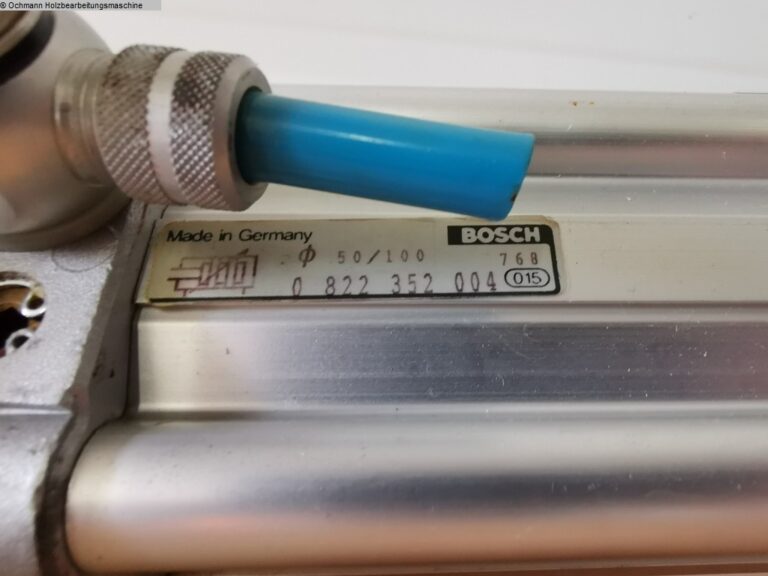 © Ochmann Holzbearbeitungsmaschine
Made in Germany BOSCH
Φ 50/100 768
0 822 352 004 015